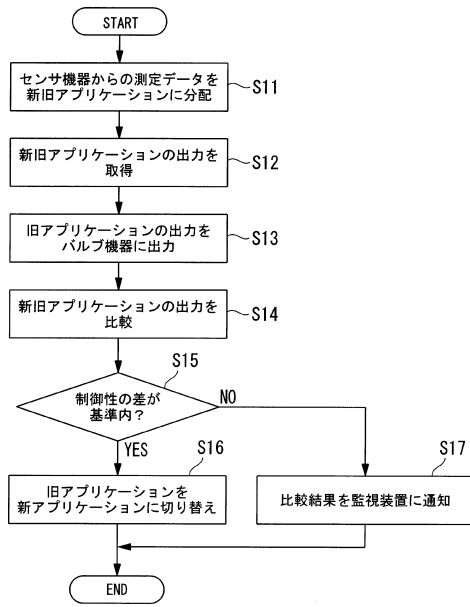 START
センサ機器からの測定データを
新旧アプリケーションに分配
S11
新旧アプリケーションの出力を
取得
S12
旧アプリケーションの出力を
バルブ機器に出力
S13
新旧アプリケーションの出力を
比較
S14
S15
制御性の差が
基準内?
NO
YES
S16
旧アプリケーションを
新アプリケーションに切り替え
S17
比較結果を監視装置に通知
END